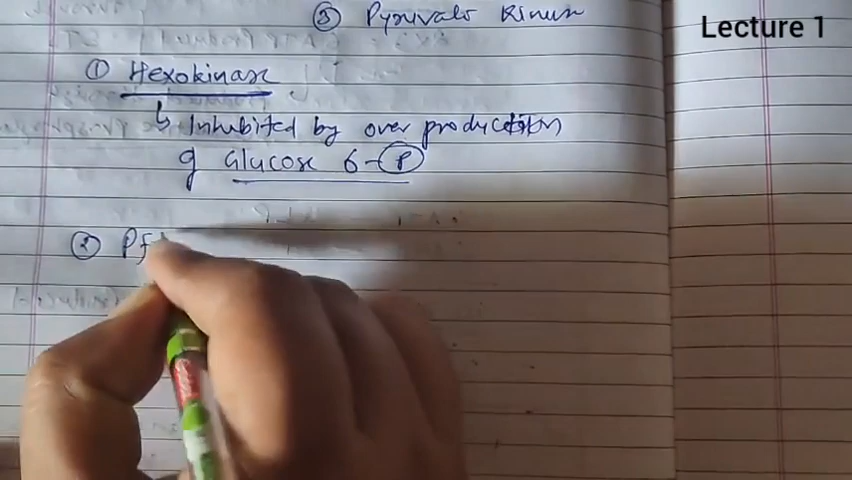 ③ Pyruvate Kinase
Lecture 1
① Hexokinase
↳ Inhibited by over production
of Glucose 6-Ⓟ
② Pf